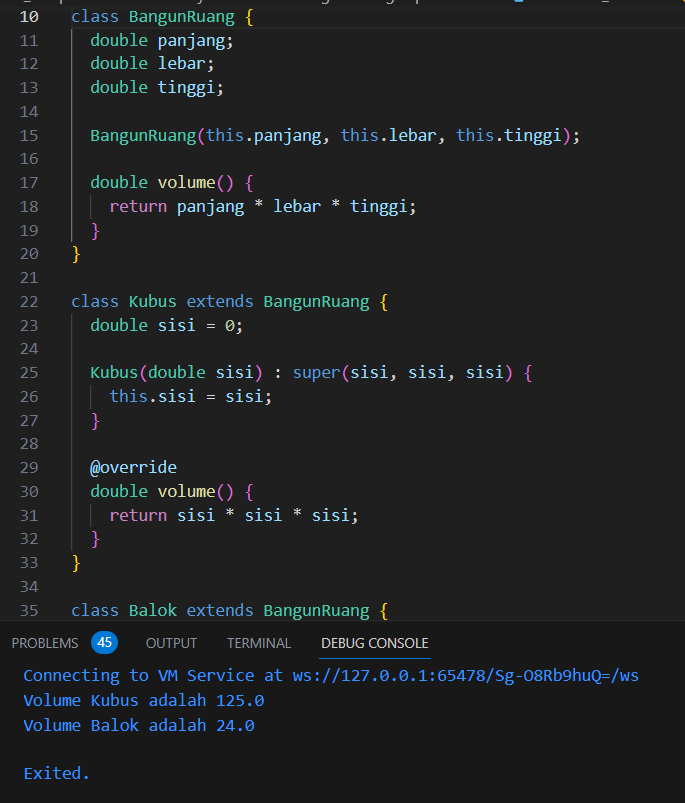 10 class BangunRuang {
11 double panjang;
12 double lebar;
13 double tinggi;
14
15 BangunRuang(this.panjang, this.lebar, this.tinggi);
16
17 double volume() {
18 return panjang * lebar * tinggi;
19 }
20 }
21
22 class Kubus extends BangunRuang {
23 double sisi = 0;
24
25 Kubus(double sisi) : super(sisi, sisi, sisi) {
26 this.sisi = sisi;
27 }
28
29 @override
30 double volume() {
31 return sisi * sisi * sisi;
32 }
33 }
34
35 class Balok extends BangunRuang {
PROBLEMS 45 OUTPUT TERMINAL DEBUG CONSOLE
Connecting to VM Service at ws://127.0.0.1:65478/Sg-O8Rb9huQ=/ws
Volume Kubus adalah 125.0
Volume Balok adalah 24.0
Exited.